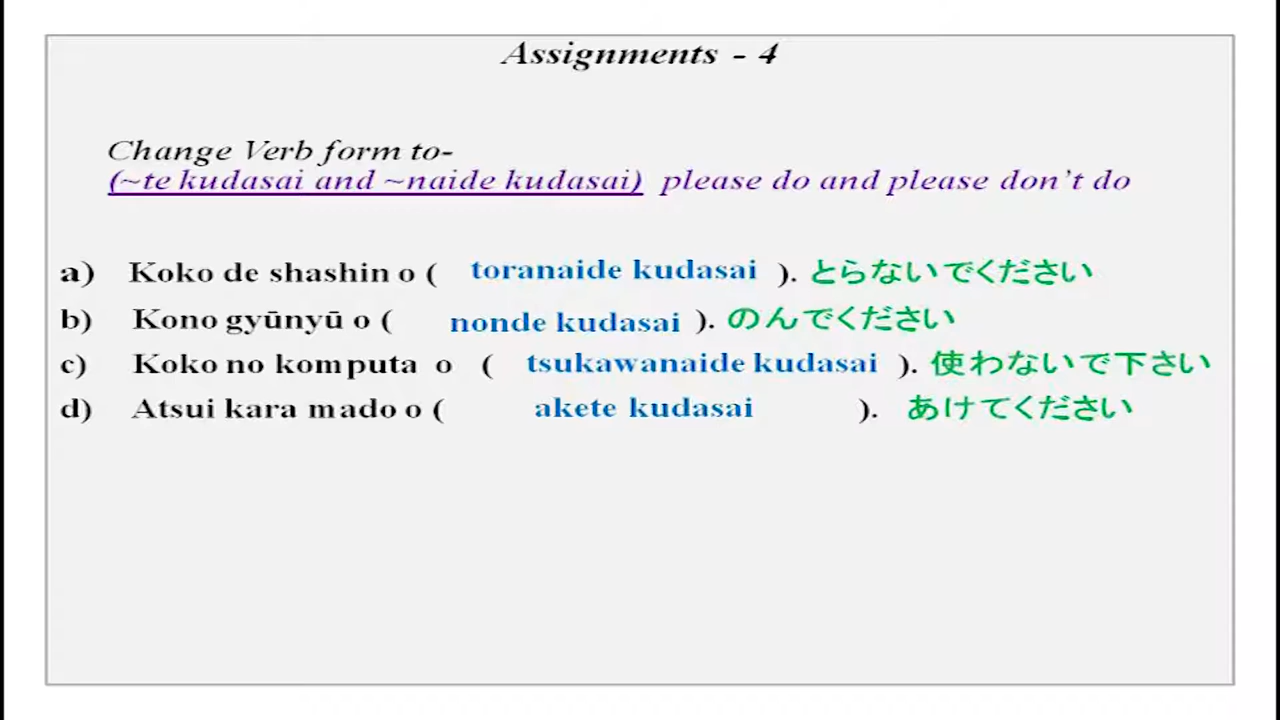 Assignments - 4
Change Verb form to-
(~te kudasai and ~naide kudasai) please do and please don't do
a) Koko de shashin o ( toranaide kudasai ). とらないでください
b) Kono gyūnyū o ( nonde kudasai ). のんでください
c) Koko no komputa o ( tsukawanaide kudasai ). 使わないで下さい
d) Atsui kara mado o ( akete kudasai ). あけてください